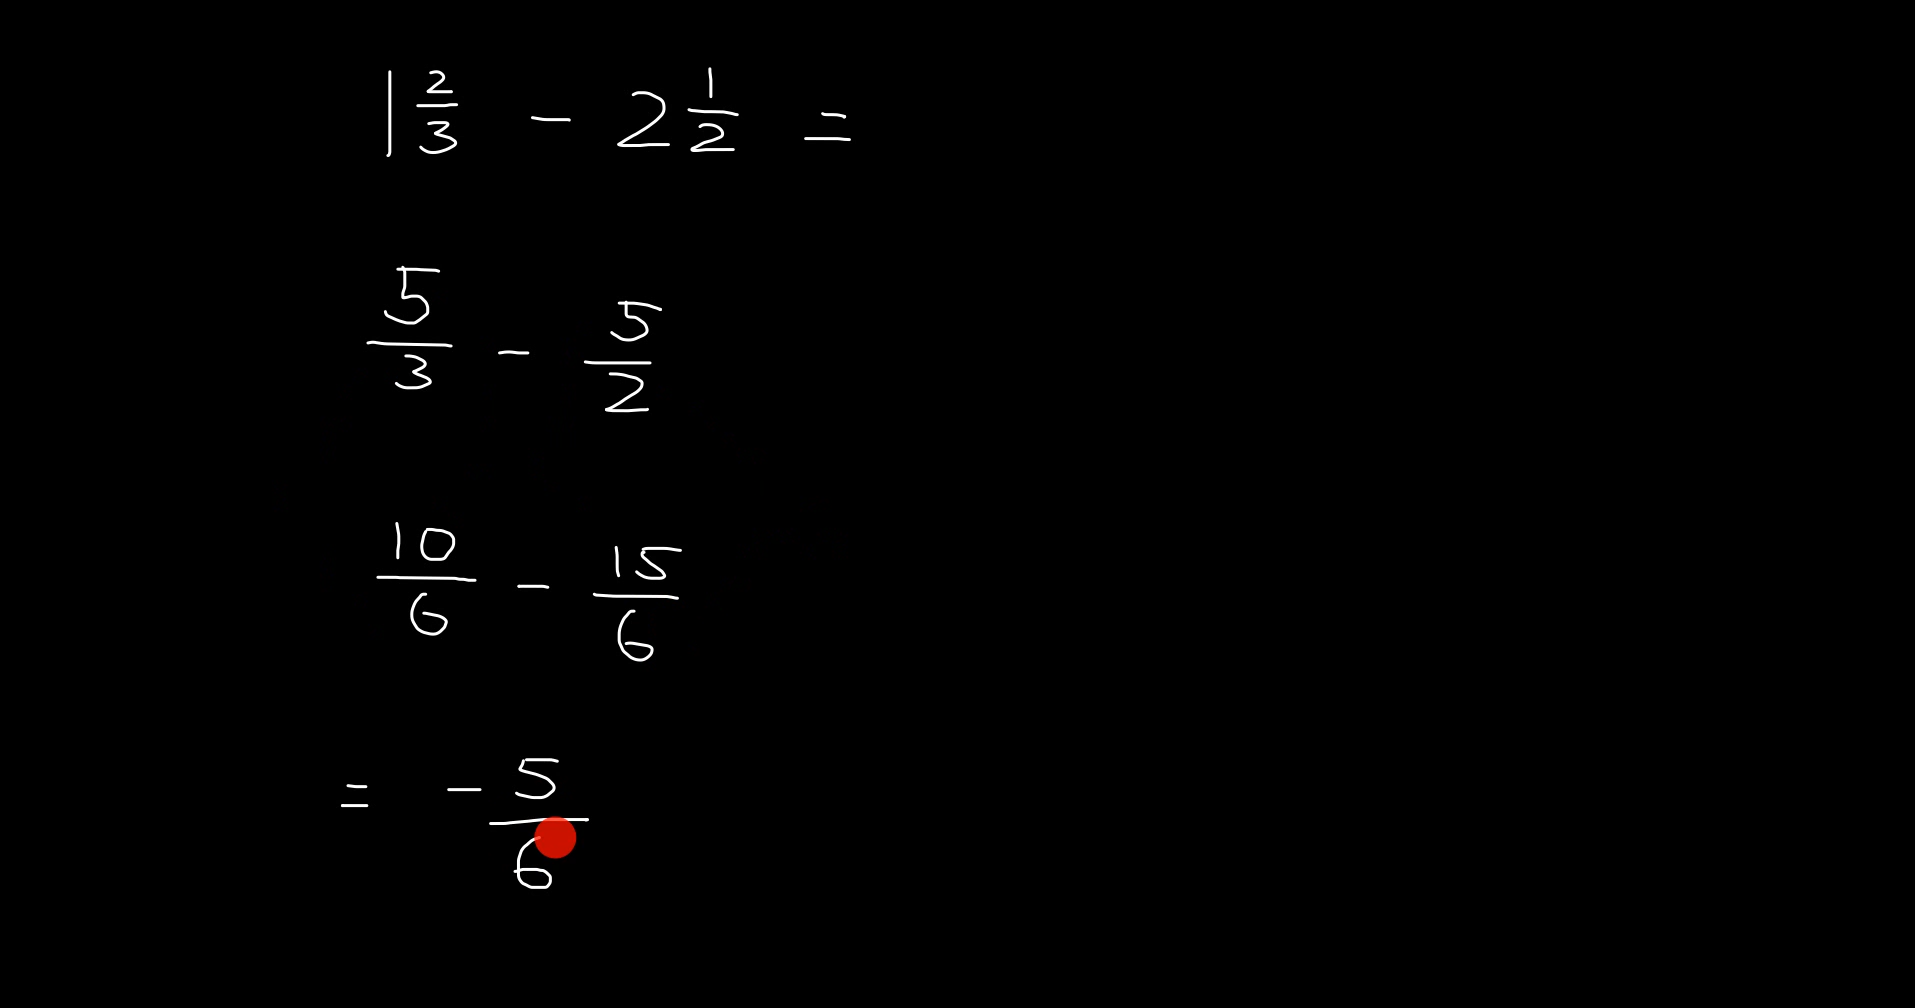 1 2/3 - 2 1/2 =
5/3 - 5/2
10/6 - 15/6
= - 5/6